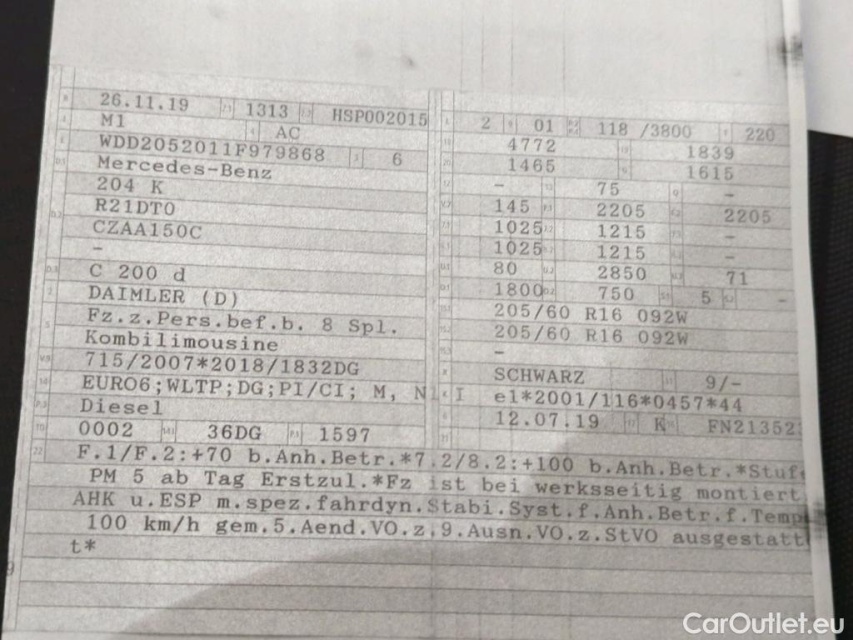 26.11.19 1313 HSP002015
M1 AC
WDD2052011F979868 6
Mercedes-Benz
204 K
R21DT0
CZAA150C
-
C 200 d
DAIMLER (D)
Fz.z.Pers.bef.b. 8 Spl.
Kombilimousine
715/2007*2018/1832DG
EURO6;WLTP;DG;PI/CI; M, N1 I
Diesel
0002 36DG 1597
2 01 118 /3800 220
4772 1839
1465 1615
- 75 -
145 2205 2205
1025 1215 -
1025 1215 -
80 2850 71
1800 750 5 -
205/60 R16 092W
205/60 R16 092W
-
SCHWARZ 9/-
e1*2001/116*0457*44
12.07.19 K FN21352
F.1/F.2:+70 b.Anh.Betr.*7.2/8.2:+100 b.Anh.Betr.*Stufe
PM 5 ab Tag Erstzul.*Fz ist bei werksseitig montiert
AHK u.ESP m.spez.fahrdyn.Stabi.Syst.f.Anh.Betr.f.Temp
100 km/h gem.5.Aend.VO.z.9.Ausn.VO.z.StVO ausgestatt
t*
CarOutlet.eu